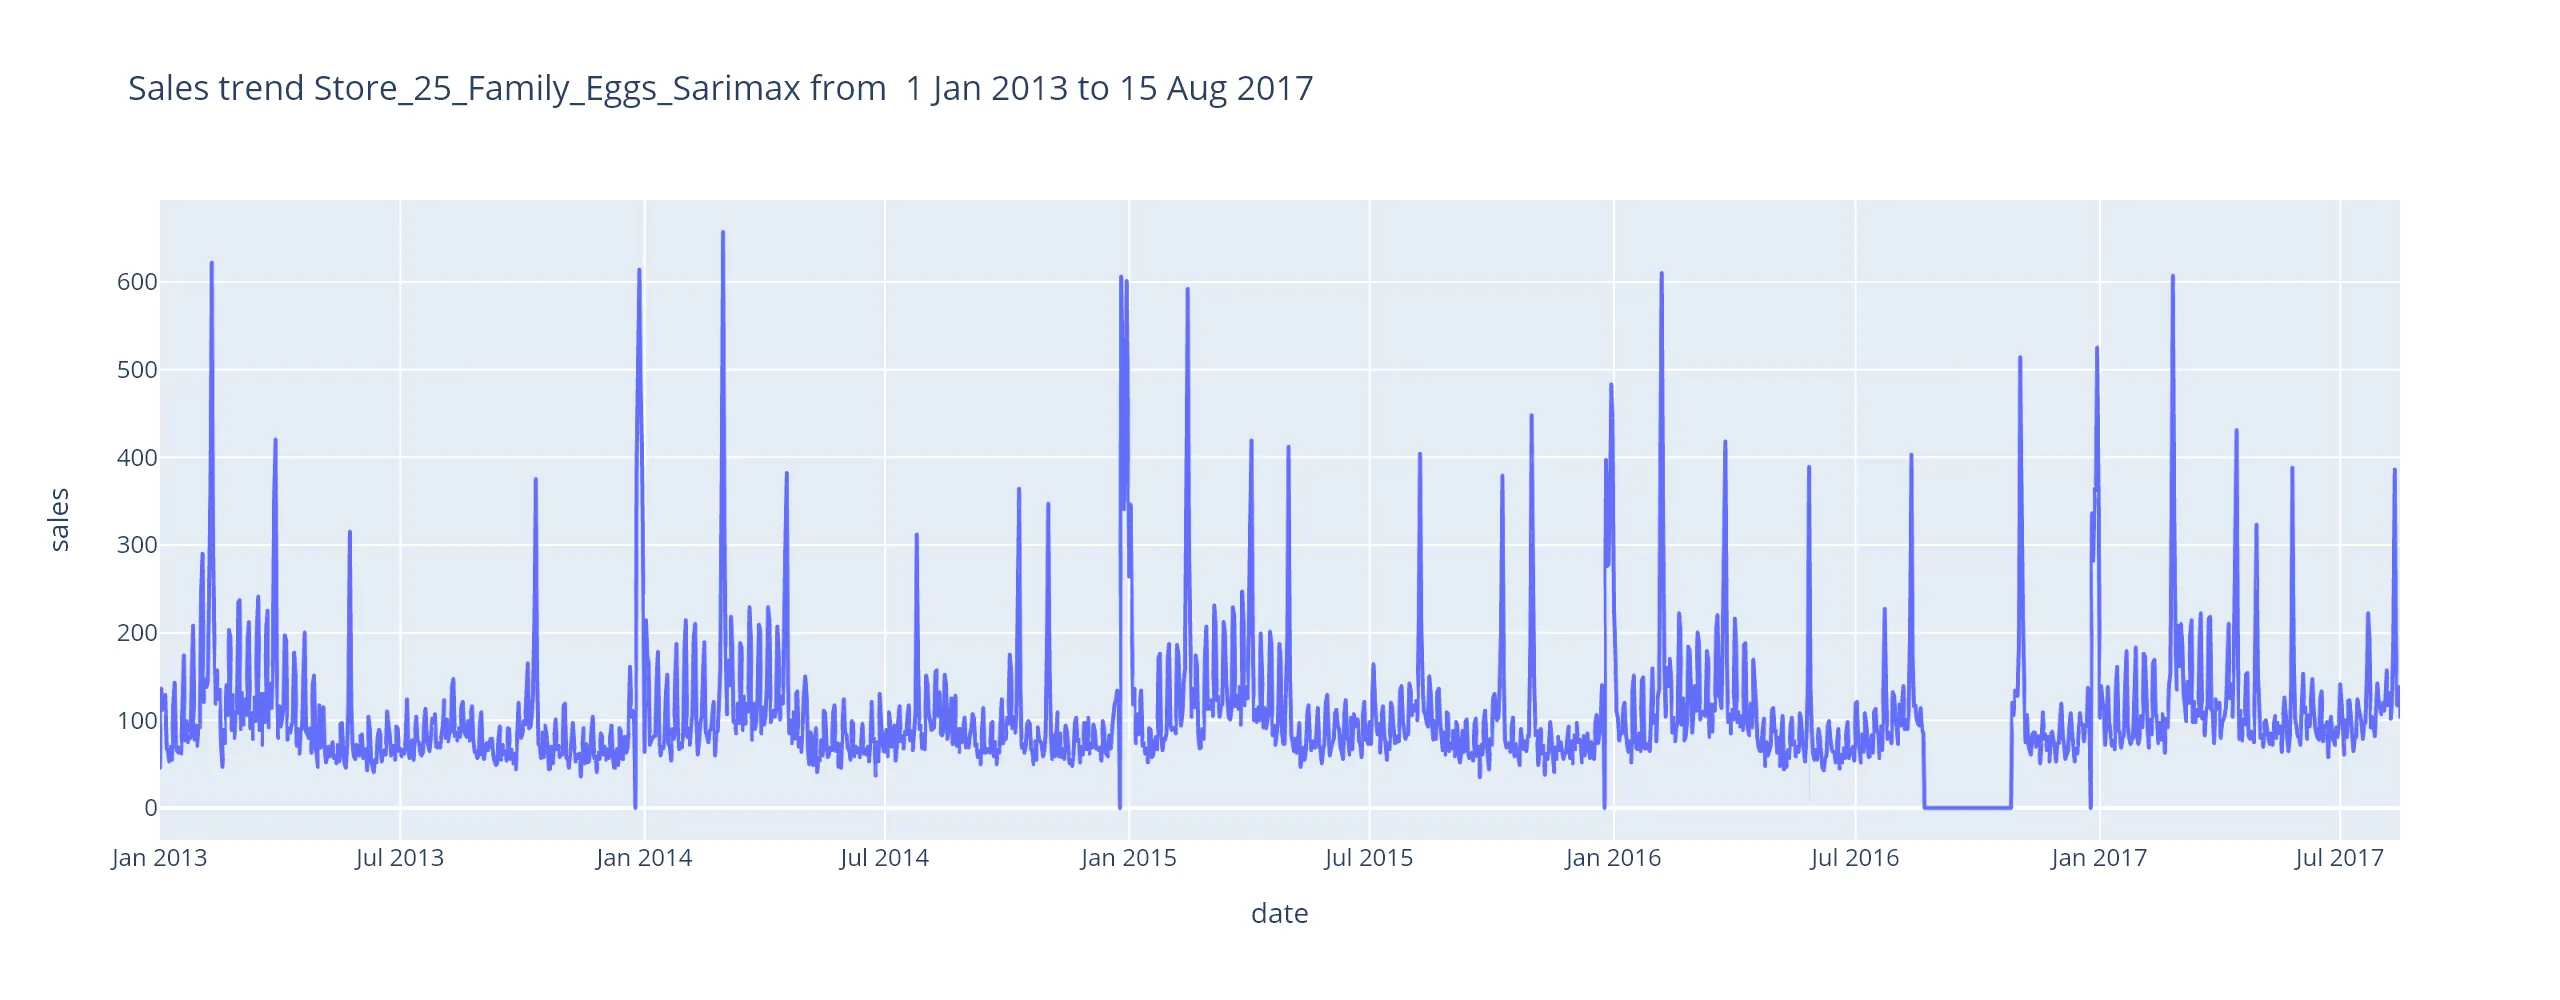 Sales trend Store_25_Family_Eggs_Sarimax from  1 Jan 2013 to 15 Aug 2017
600
500
400
300
200
100
0
sales
Jan 2013
Jul 2013
Jan 2014
Jul 2014
Jan 2015
Jul 2015
Jan 2016
Jul 2016
Jan 2017
Jul 2017
date